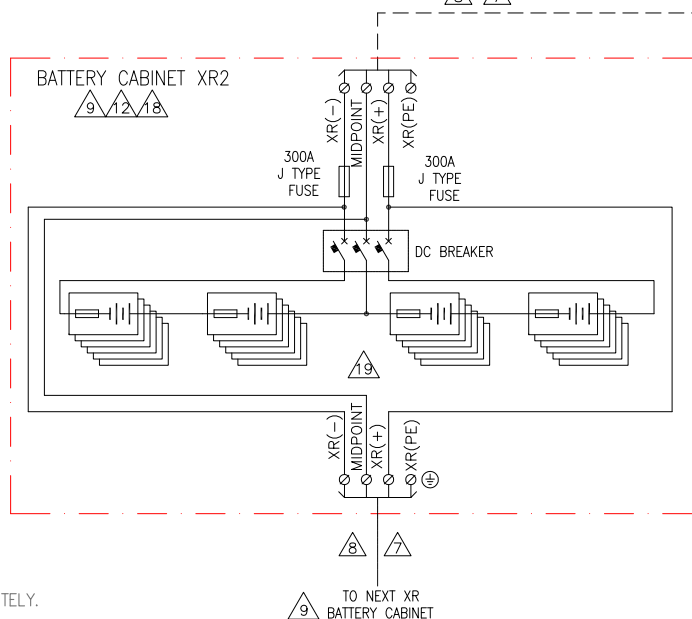 BATTERY CABINET XR2
9 12 18
XR(-)
MIDPOINT
XR(+)
XR(PE)
300A
J TYPE
FUSE
300A
J TYPE
FUSE
DC BREAKER
19
XR(-)
MIDPOINT
XR(+)
XR(PE)
8 7
TELY.
9
TO NEXT XR
BATTERY CABINET